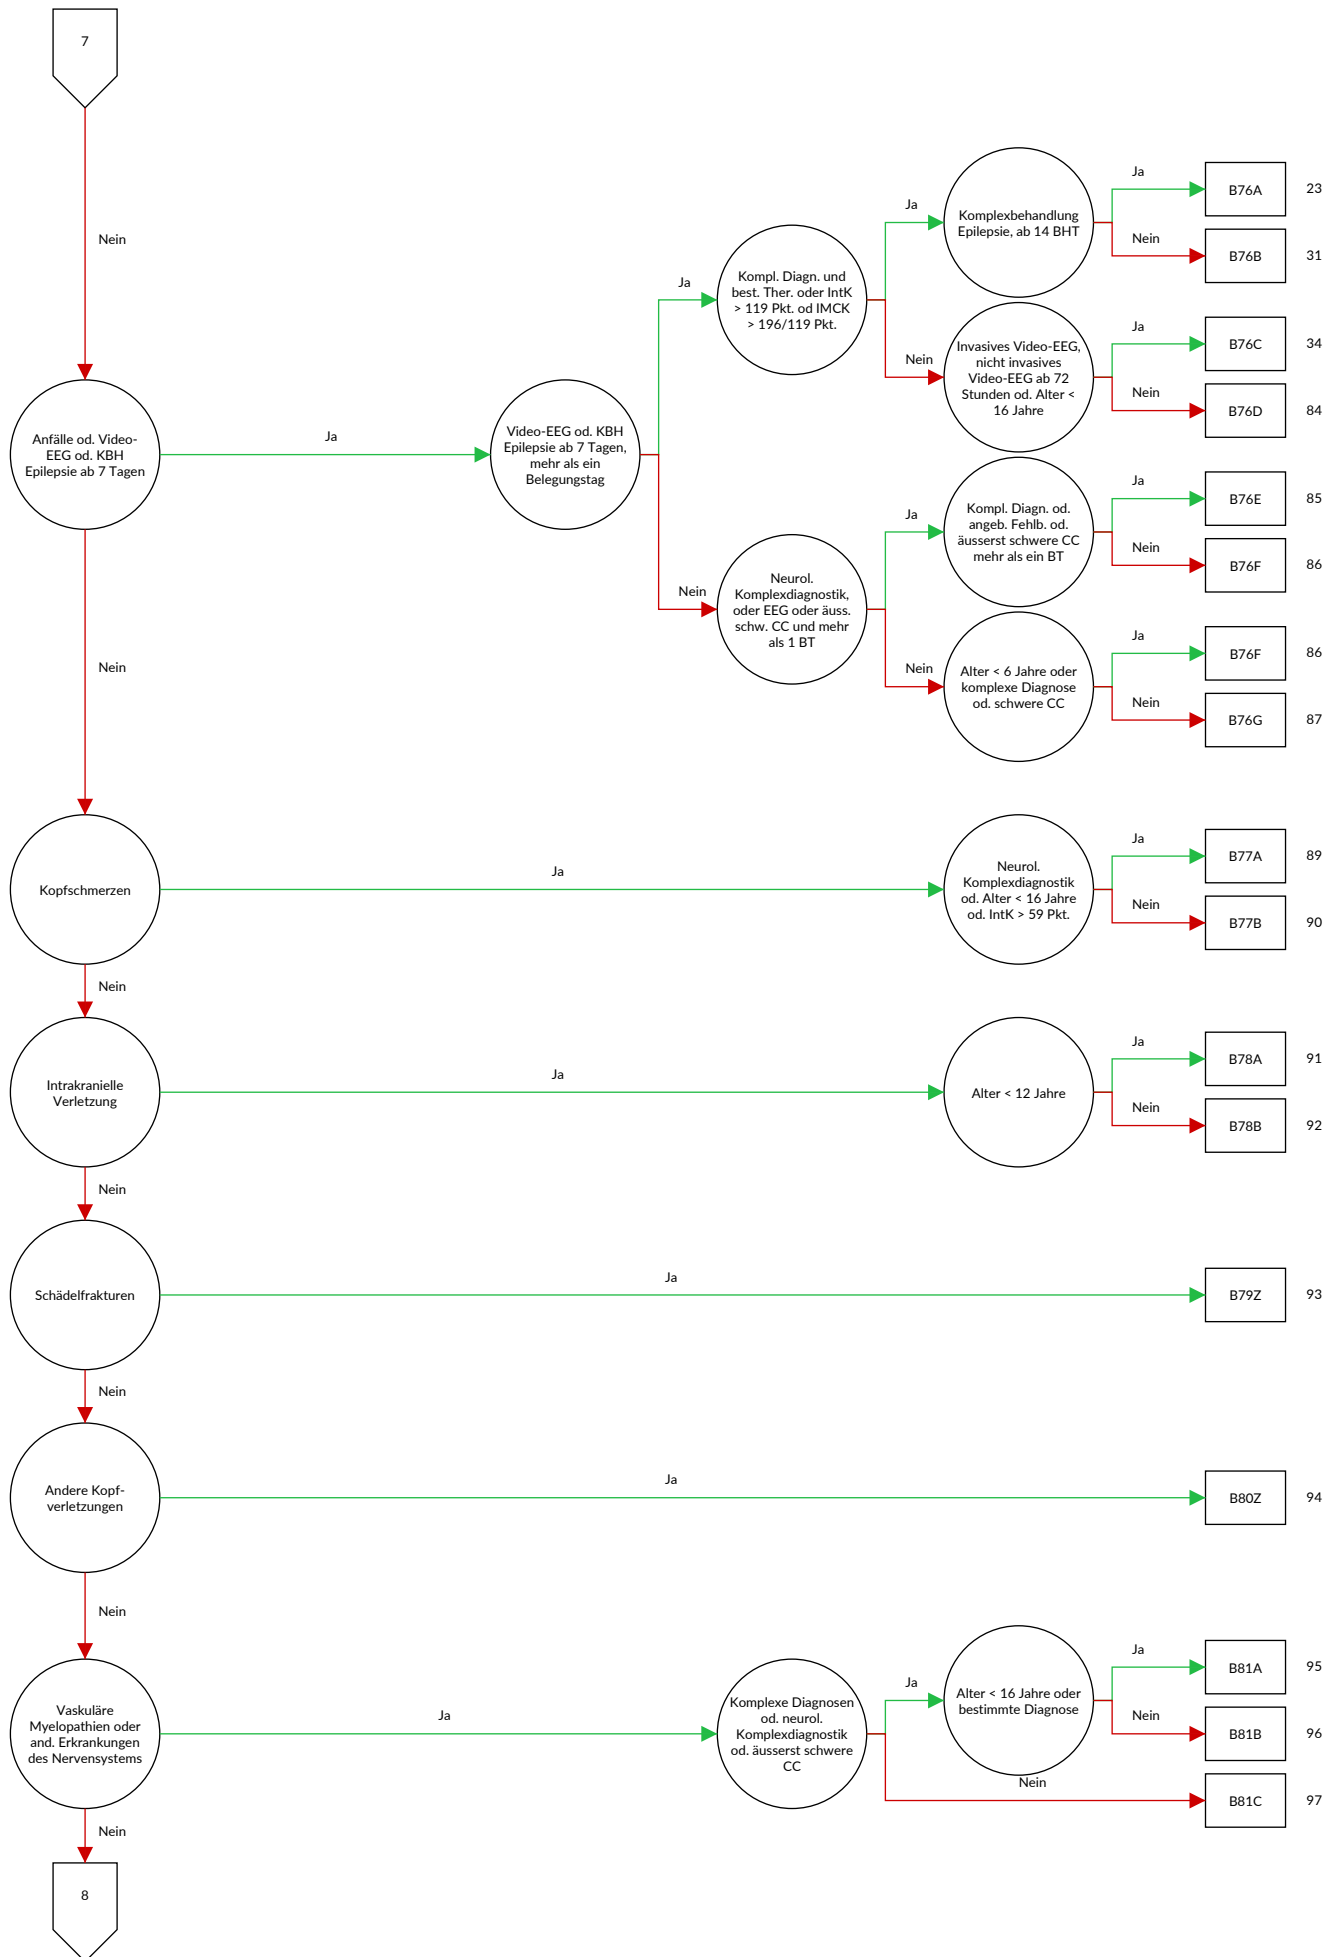 7
Nein
Anfälle od. Video-
EEG od. KBH
Epilepsie ab 7 Tagen
Ja
Video-EEG od. KBH
Epilepsie ab 7 Tagen,
mehr als ein
Belegungstag
Ja
Kompl. Diagn. und
best. Ther. oder IntK
> 119 Pkt. od IMCK
> 196/119 Pkt.
Ja
Komplexbehandlung
Epilepsie, ab 14 BHT
Ja
B76A
23
Nein
B76B
31
Nein
Invasives Video-EEG,
nicht invasives
Video-EEG ab 72
Stunden od. Alter <
16 Jahre
Ja
B76C
34
Nein
B76D
84
Nein
Neurol.
Komplexdiagnostik,
oder EEG oder äuss.
schw. CC und mehr
als 1 BT
Ja
Kompl. Diagn. od.
angeb. Fehlb. od.
äusserst schwere CC
mehr als ein BT
Ja
B76E
85
Nein
B76F
86
Nein
Alter < 6 Jahre oder
komplexe Diagnose
od. schwere CC
Ja
B76F
86
Nein
B76G
87
Nein
Kopfschmerzen
Ja
Neurol.
Komplexdiagnostik
od. Alter < 16 Jahre
od. IntK > 59 Pkt.
Ja
B77A
89
Nein
B77B
90
Nein
Intrakranielle
Verletzung
Ja
Alter < 12 Jahre
Ja
B78A
91
Nein
B78B
92
Nein
Schädelfrakturen
Ja
B79Z
93
Nein
Andere Kopf-
verletzungen
Ja
B80Z
94
Nein
Vaskuläre
Myelopathien oder
and. Erkrankungen
des Nervensystems
Ja
Komplexe Diagnosen
od. neurol.
Komplexdiagnostik
od. äusserst schwere
CC
Ja
Alter < 16 Jahre oder
bestimmte Diagnose
Ja
B81A
95
Nein
B81B
96
Nein
B81C
97
Nein
8